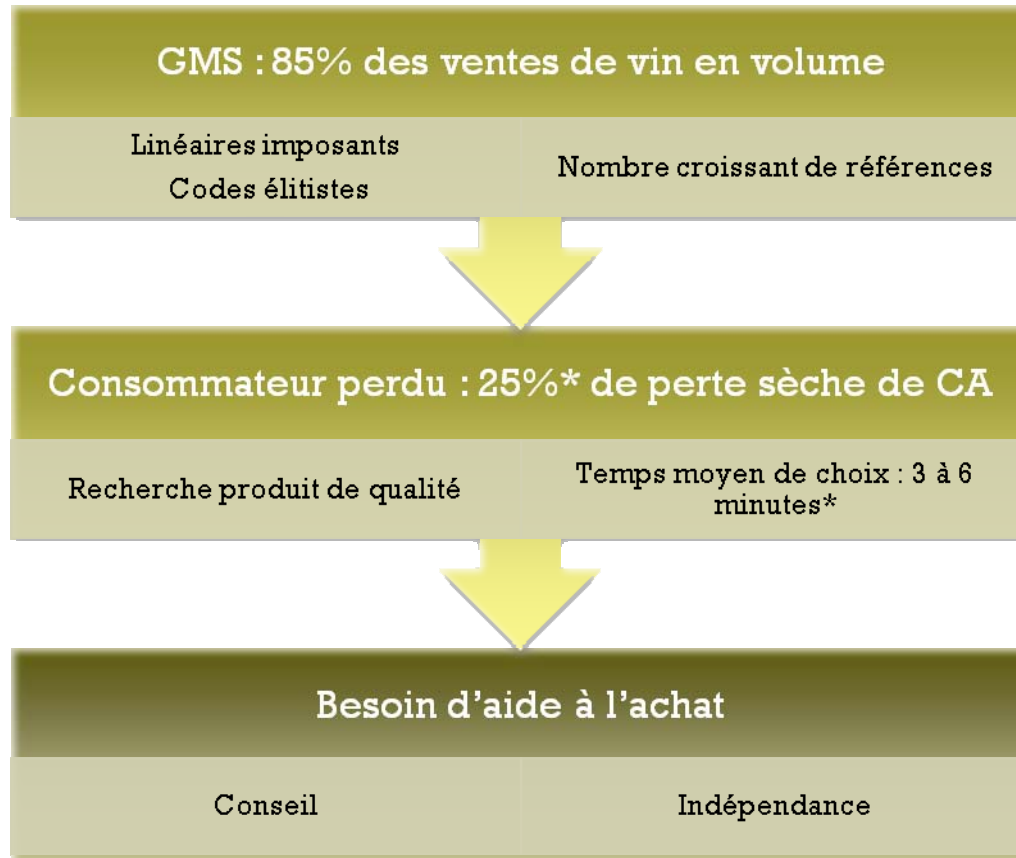 GMS : 85% des ventes de vin en volume
Linéaires imposants
Codes élitistes
Nombre croissant de références
Consommateur perdu : 25%* de perte sèche de CA
Recherche produit de qualité
Temps moyen de choix : 3 à 6
minutes*
Besoin d'aide à l'achat
Conseil
Indépendance